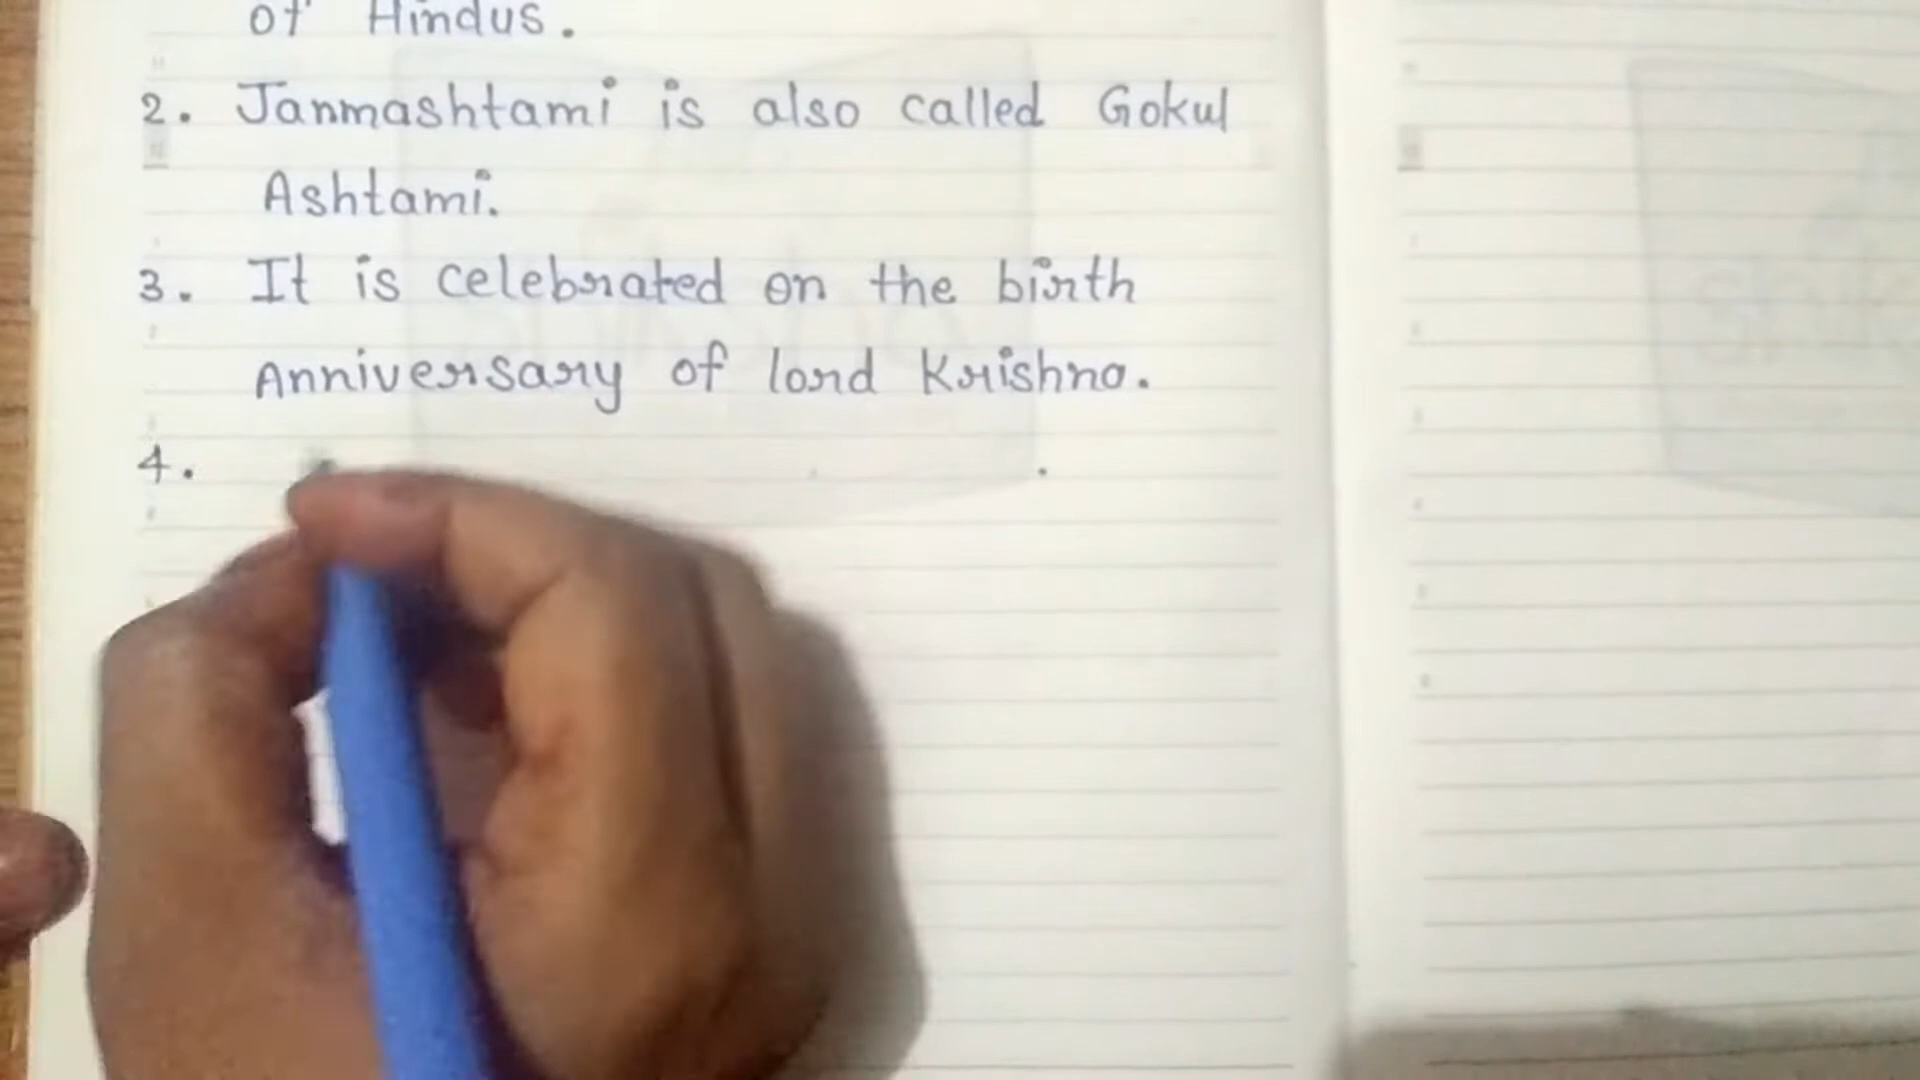 of Hindus.
2. Janmashtami is also called Gokul
Ashtami.
3. It is celebrated on the birth
Anniversary of lord Krishna.
4.